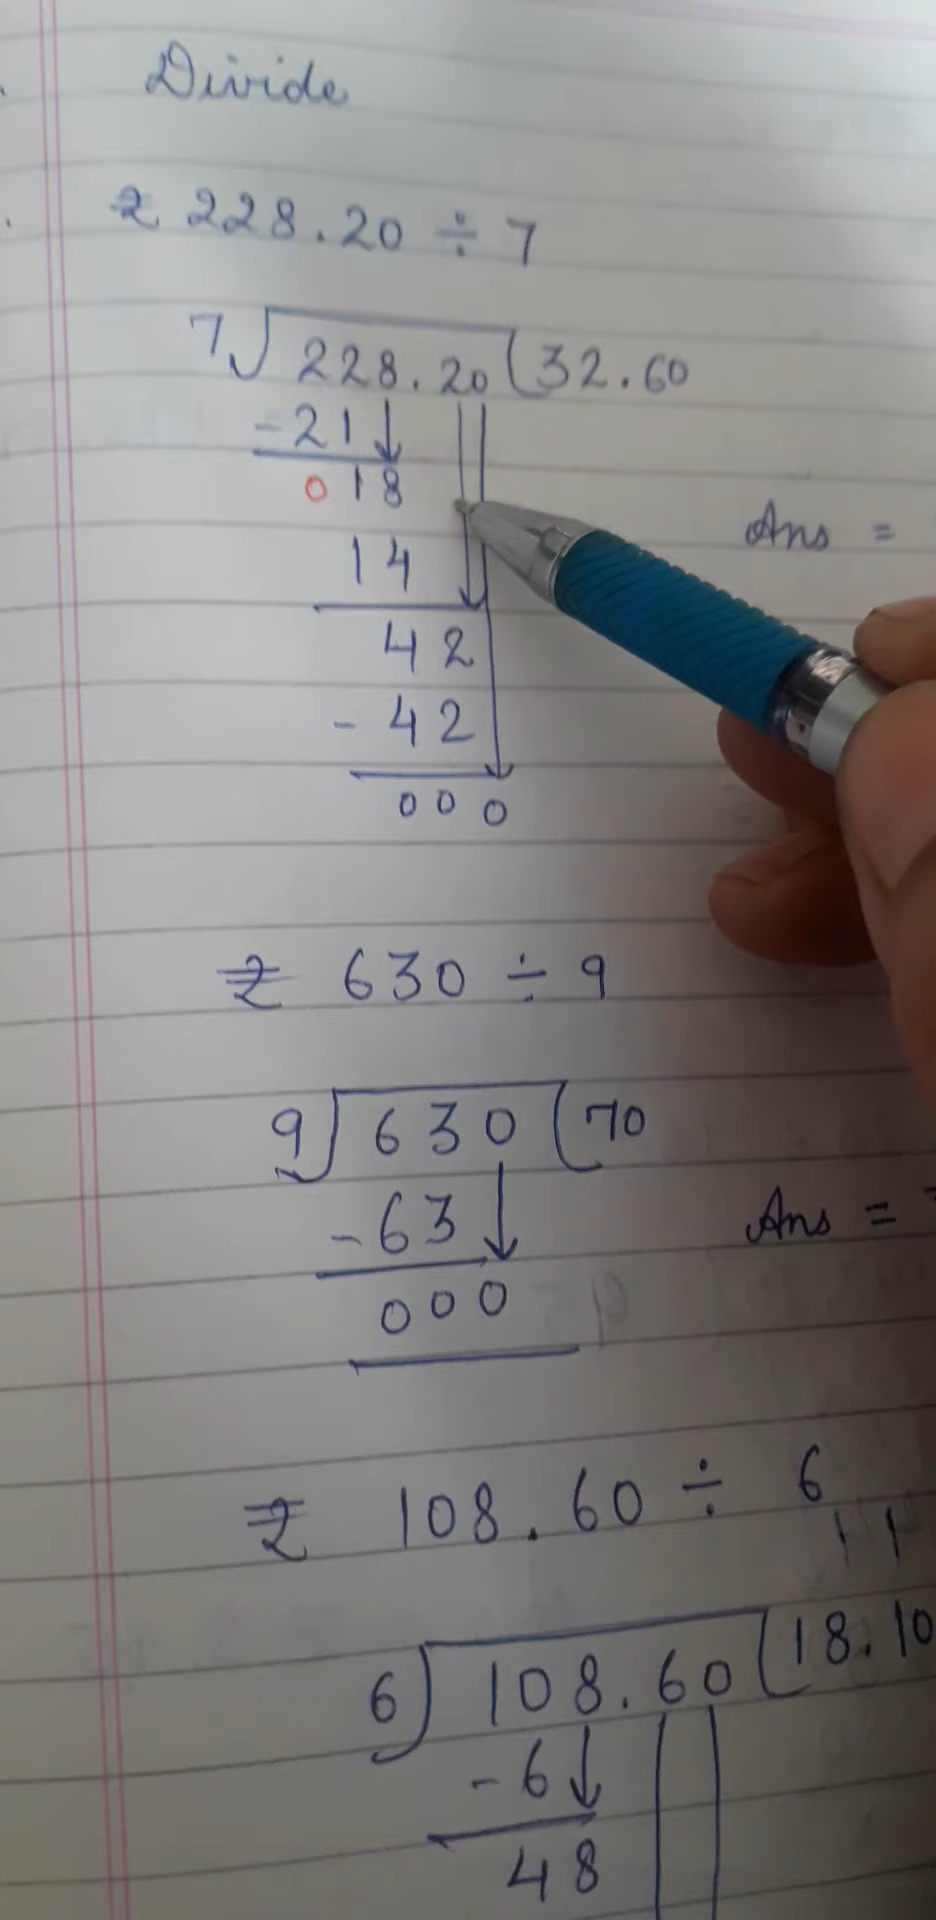 Divide
₹ 228.20 ÷ 7
7 228.20 32.60
-21
018
14
Ans =
42
- 42
000
₹ 630 ÷ 9
9 630 70
-63
Ans =
000
₹ 108.60 ÷ 6
6 108.60 18.10
-6
48